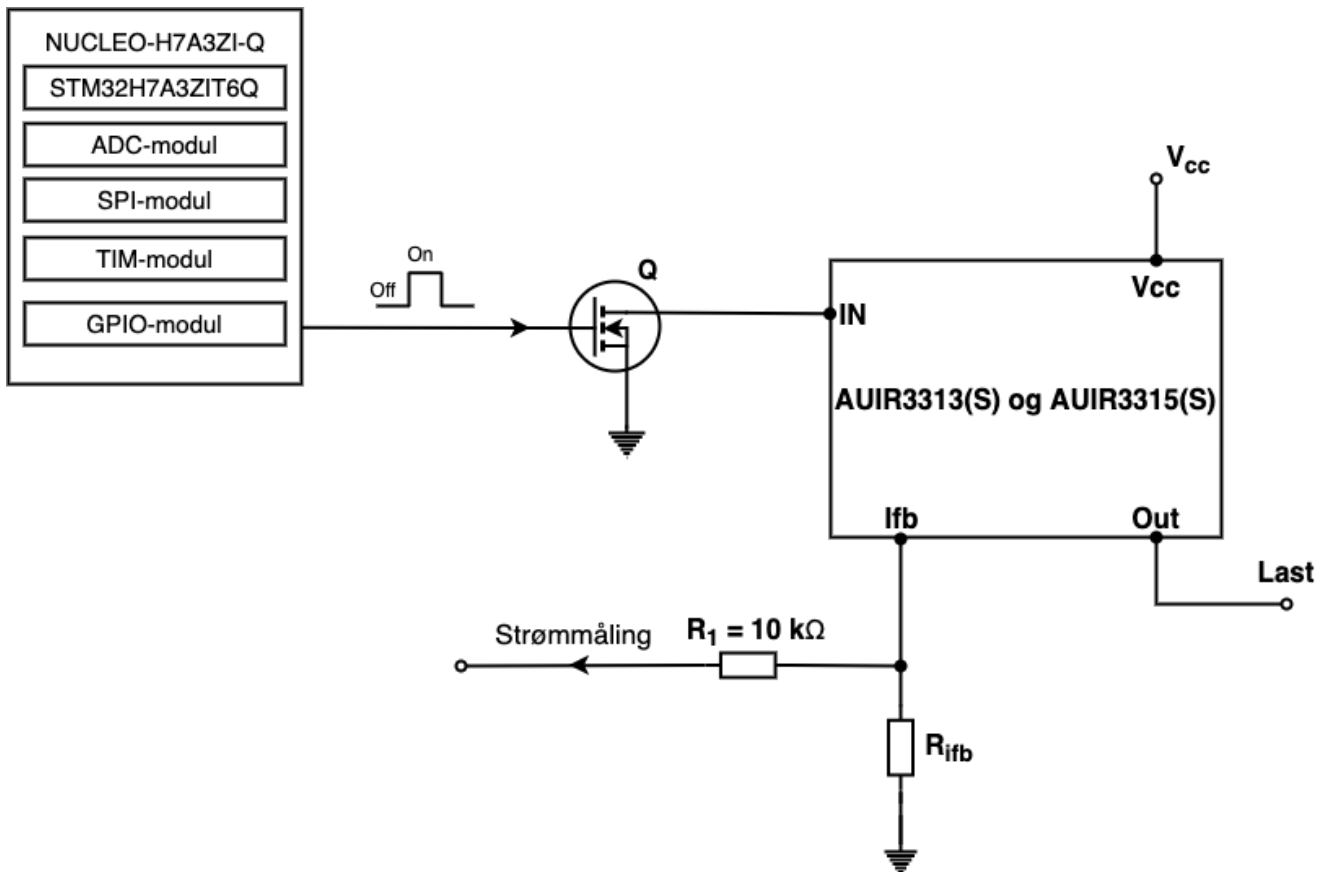 NUCLEO-H7A3ZI-Q
STM32H7A3ZIT6Q
ADC-modul
SPI-modul
TIM-modul
GPIO-modul
On
Off
Q
Vcc
IN
Vcc
AUIR3313(S) og AUIR3315(S)
Ifb
Out
Last
Strømmåling
R1 = 10 kΩ
Rifb